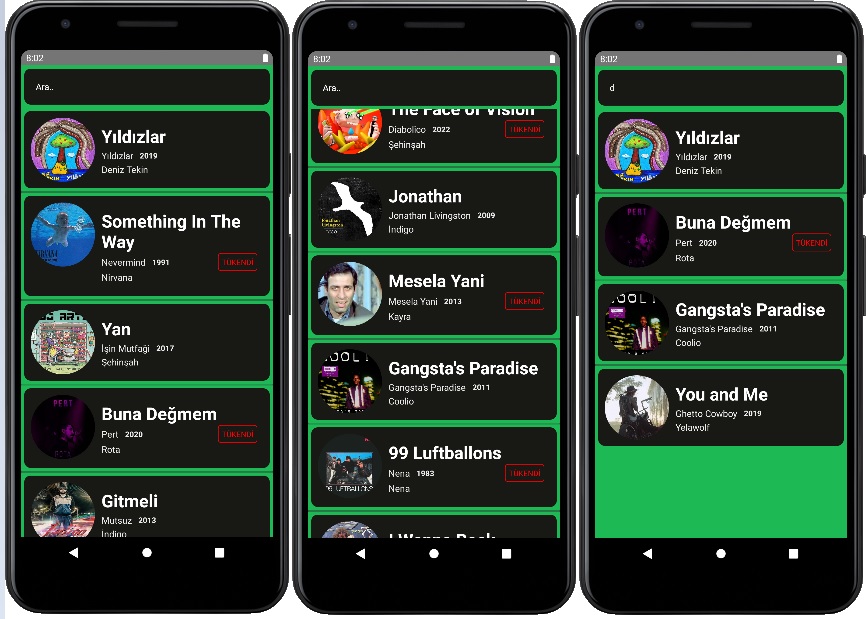 8:02
Ara..
Yıldızlar
Yıldızlar 2019
Deniz Tekin
Something In The
Way
Nevermind 1991
TÜKENDİ
Nirvana
Yan
İşin Mutfaği 2017
Şehinşah
PERT
Buna Değmem
Pert 2020
TÜKENDİ
Rota
Gitmeli
Mutsuz 2013
Indigo
8:02
Ara..
The Face of Vision
Diabolico 2022
TÜKENDİ
Şehinşah
Jonathan
Jonathan Livingston 2009
Indigo
Mesela Yani
Mesela Yani 2013
TÜKENDİ
Kayra
Gangsta's Paradise
Gangsta's Paradise 2011
Coolio
99 Luftballons
Nena 1983
TÜKENDİ
Nena
I Wanna Rock
8:02
d
Yıldızlar
Yıldızlar 2019
Deniz Tekin
PERT
Buna Değmem
Pert 2020
TÜKENDİ
Rota
Gangsta's Paradise
Gangsta's Paradise 2011
Coolio
You and Me
Ghetto Cowboy 2019
Yelawolf